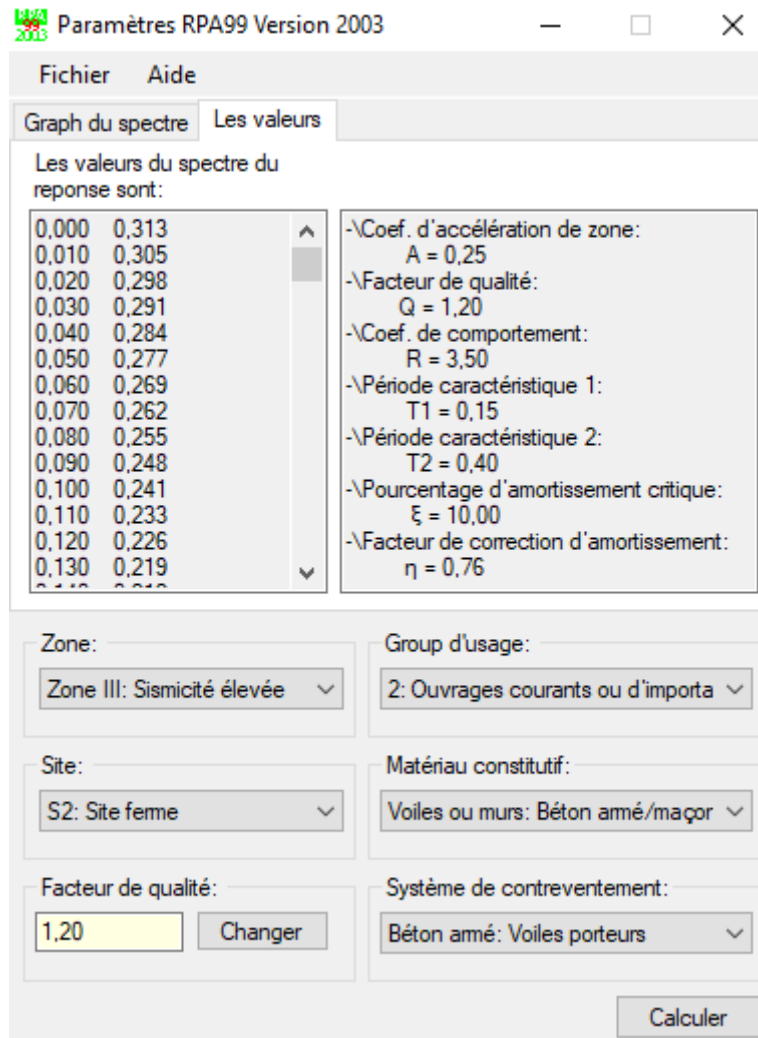 RPA 99 2003 Paramètres RPA99 Version 2003
Fichier Aide
Graph du spectre Les valeurs
Les valeurs du spectre du
reponse sont:
0,000 0,313
0,010 0,305
0,020 0,298
0,030 0,291
0,040 0,284
0,050 0,277
0,060 0,269
0,070 0,262
0,080 0,255
0,090 0,248
0,100 0,241
0,110 0,233
0,120 0,226
0,130 0,219
-\Coef. d'accélération de zone:
A = 0,25
-\Facteur de qualité:
Q = 1,20
-\Coef. de comportement:
R = 3,50
-\Période caractéristique 1:
T1 = 0,15
-\Période caractéristique 2:
T2 = 0,40
-\Pourcentage d'amortissement critique:
ξ = 10,00
-\Facteur de correction d'amortissement:
η = 0,76
Zone:
Zone III: Sismicité élevée
Group d'usage:
2: Ouvrages courants ou d'importa
Site:
S2: Site ferme
Matériau constitutif:
Voiles ou murs: Béton armé/maçor
Facteur de qualité:
1,20 Changer
Système de contreventement:
Béton armé: Voiles porteurs
Calculer